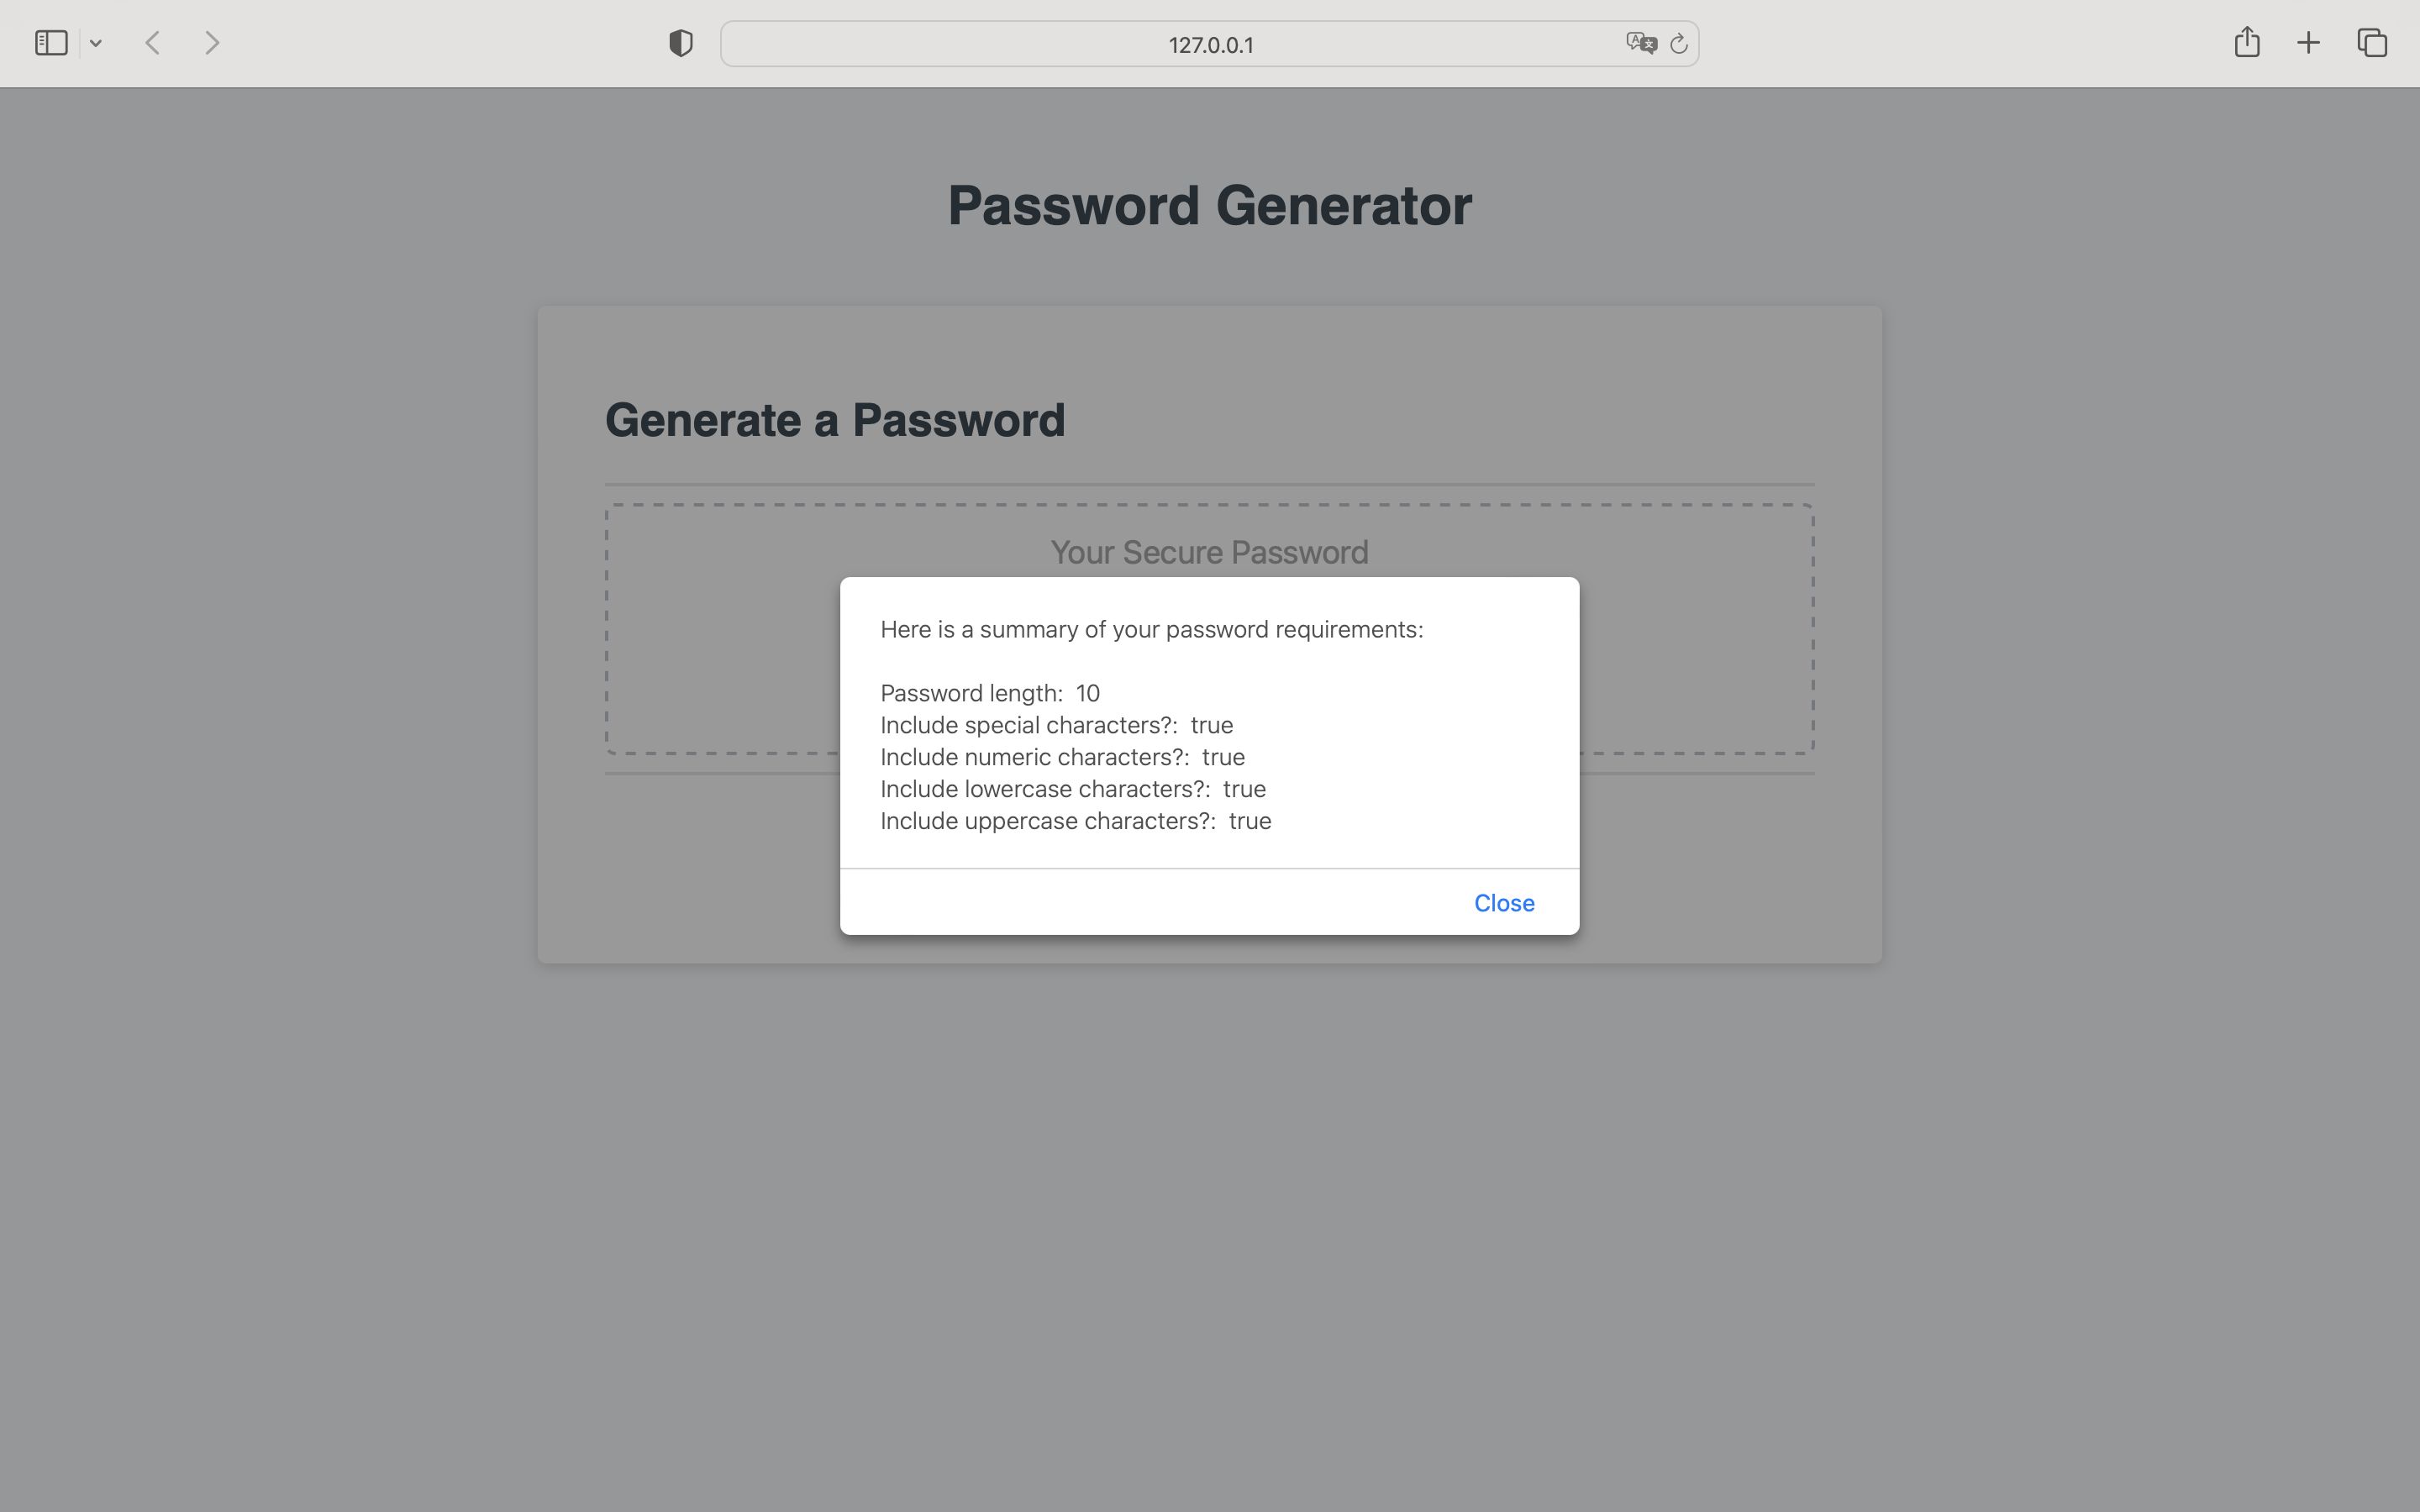 127.0.0.1
Password Generator
Generate a Password
Your Secure Password
Here is a summary of your password requirements:
Password length:  10
Include special characters?:  true
Include numeric characters?:  true
Include lowercase characters?:  true
Include uppercase characters?:  true
Close